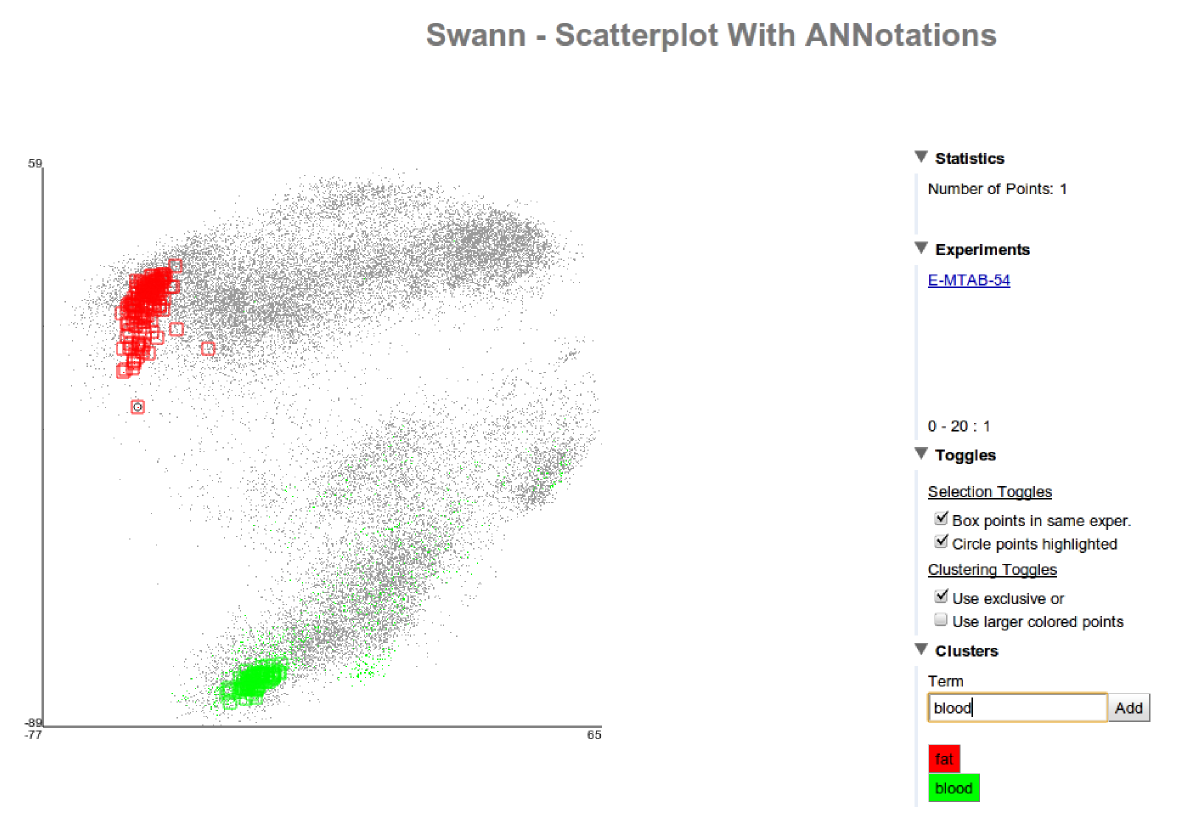 Swann - Scatterplot With ANNotations
59
-89
-77
65
Statistics
Number of Points: 1
Experiments
E-MTAB-54
0 - 20 : 1
Toggles
Selection Toggles
Box points in same exper.
Circle points highlighted
Clustering Toggles
Use exclusive or
Use larger colored points
Clusters
Term
blood
Add
fat
blood